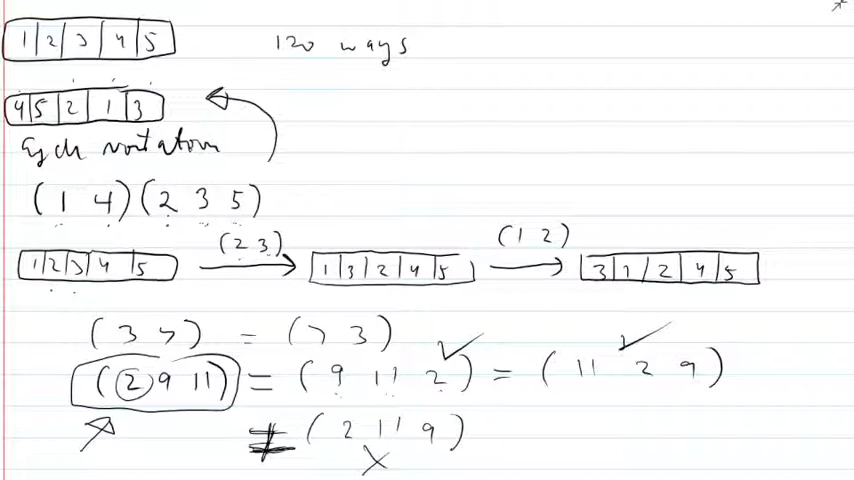 1 2 3 4 5 120 ways
4 5 2 1 3
Cycle notation
(1 4)(2 3 5)
1 2 3 4 5 (2 3) 1 3 2 4 5 (1 2) 3 1 2 4 5
(3 7) = (7 3)
(2 9 11) = (9 11 2) = (11 2 9)
≠ (2 11 9)